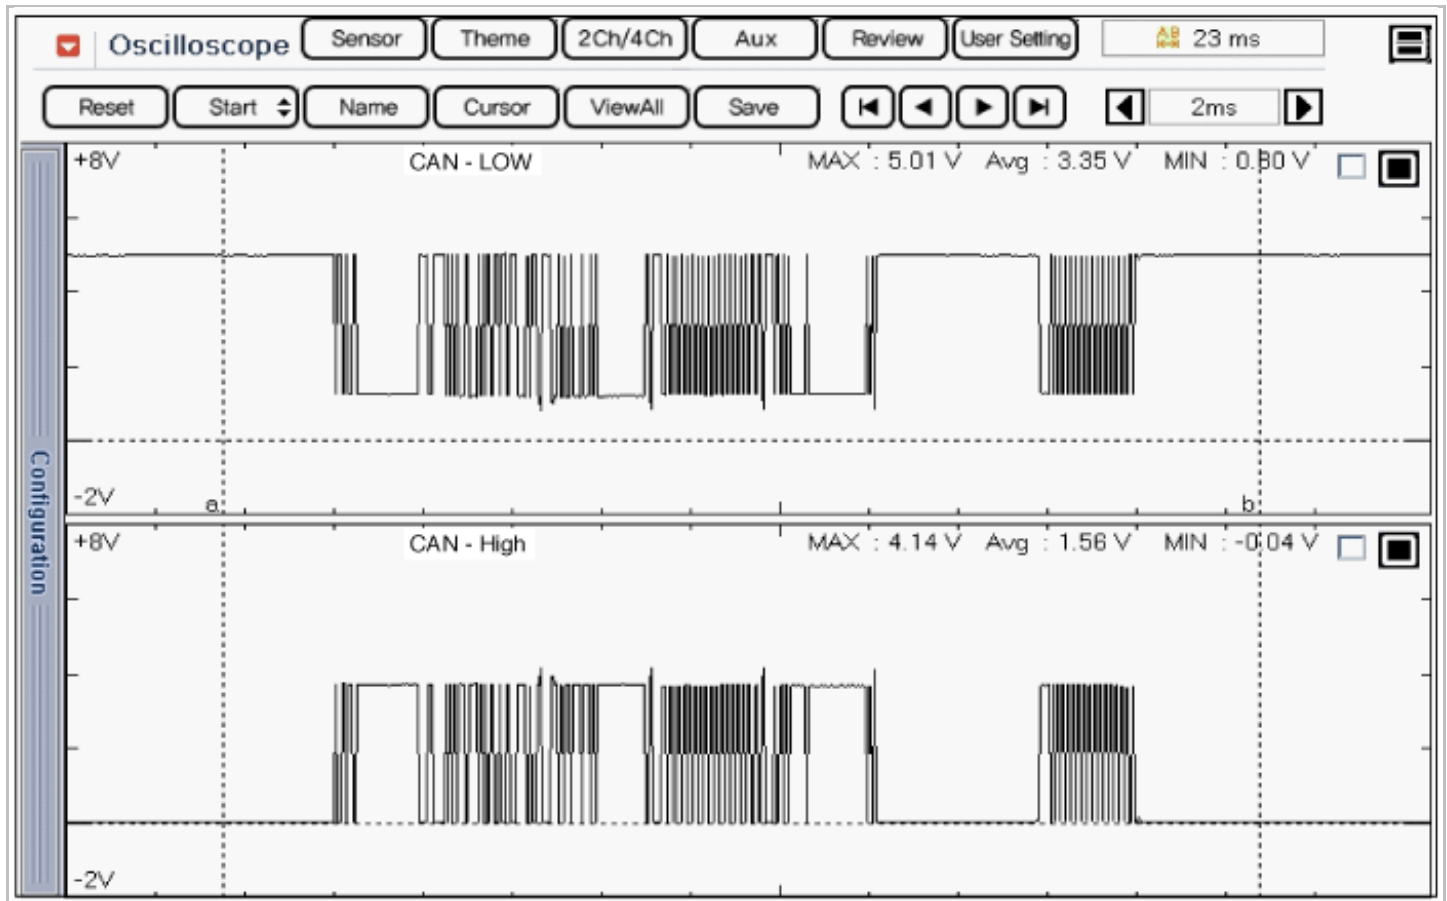 Oscilloscope Sensor Theme 2Ch/4Ch Aux Review User Setting AB 23 ms
Reset Start Name Cursor ViewAll Save 2ms
+8V CAN - LOW MAX : 5.01 V Avg : 3.35 V MIN : 0.80 V
Configuration
-2V a b
+8V CAN - High MAX : 4.14 V Avg : 1.56 V MIN : -0.04 V
-2V